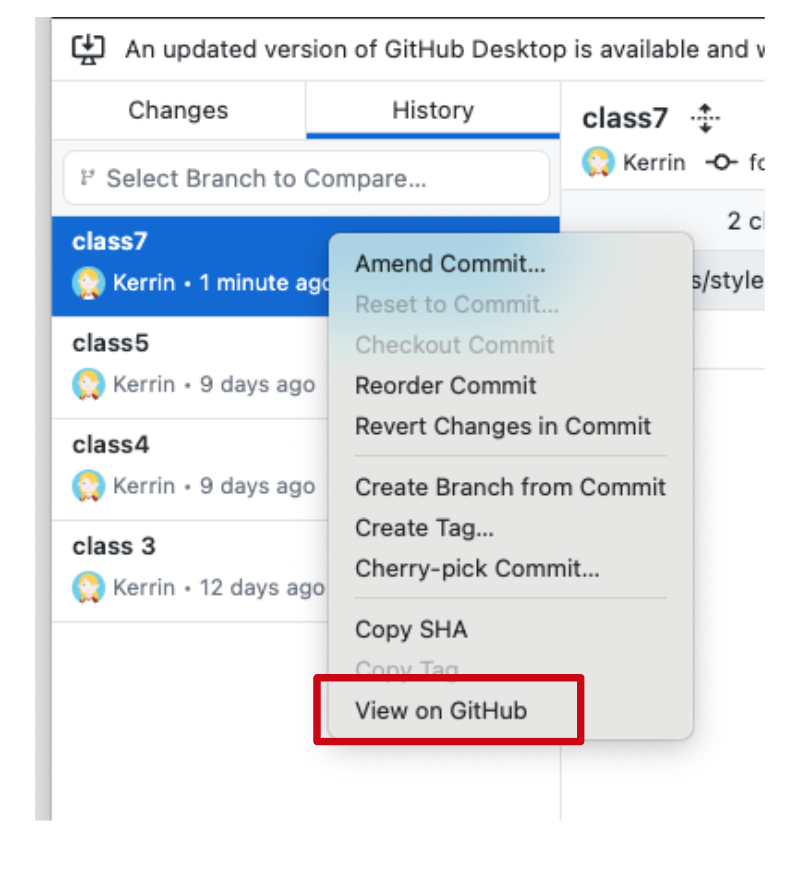 An updated version of GitHub Desktop is available and
Changes
History
Select Branch to Compare...
class7
Kerrin • 1 minute ago
class5
Kerrin • 9 days ago
class4
Kerrin • 9 days ago
class 3
Kerrin • 12 days ago
class7
Kerrin
2
s/style
Amend Commit...
Reset to Commit...
Checkout Commit
Reorder Commit
Revert Changes in Commit
Create Branch from Commit
Create Tag...
Cherry-pick Commit...
Copy SHA
Copy Tag
View on GitHub